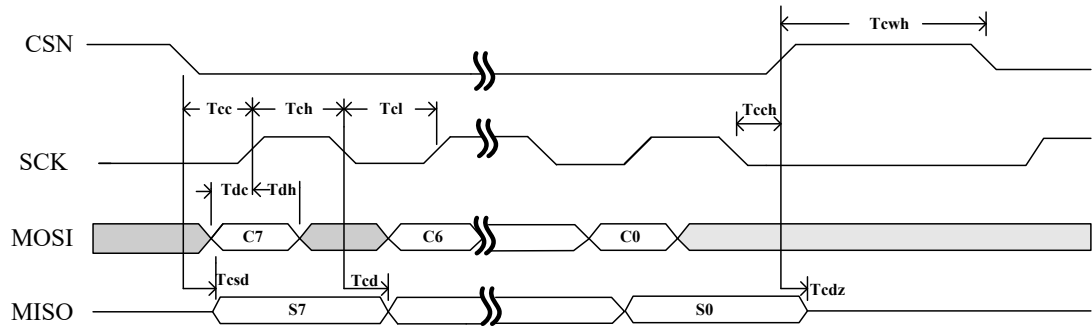 Tcwh
CSN
Tcc Tch Tcl Tcch
SCK
Tdc Tdh
MOSI C7 C6 C0
Tcsd Tcd Tcdz
MISO S7 S0